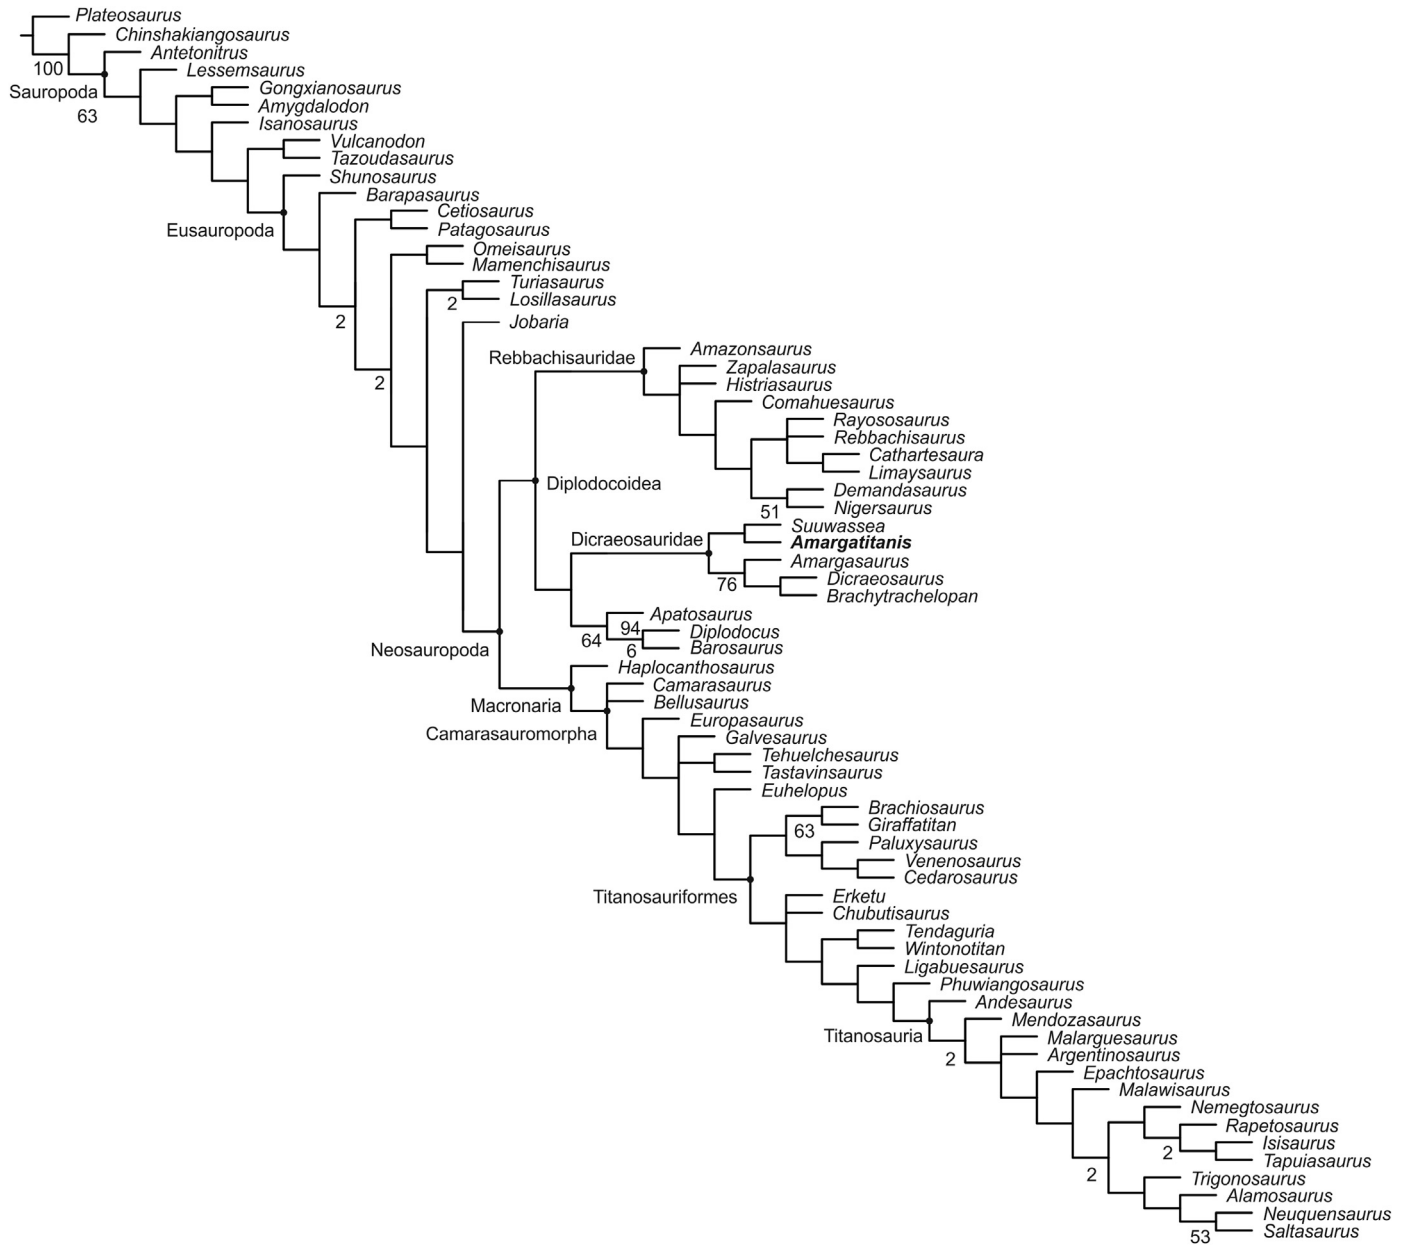 Plateosaurus
Chinshakiangosaurus
Antetonitrus
100
Lessemsaurus
Sauropoda
Gongxianosaurus
Amygdalodon
63
Isanosaurus
Vulcanodon
Tazoudasaurus
Shunosaurus
Barapasaurus
Cetiosaurus
Eusauropoda
Patagosaurus
Omeisaurus
Mamenchisaurus
Turiasaurus
2
Losillasaurus
2
Jobaria
Amazonsaurus
Rebbachisauridae
Zapalasaurus
2
Histriasaurus
Comahuesaurus
Rayososaurus
Rebbachisaurus
Cathartesaura
Limaysaurus
Diplodocoidea
Demandasaurus
Nigersaurus
51
Suuwassea
Dicraeosauridae
Amargatitanis
Amargasaurus
Dicraeosaurus
76
Brachytrachelopan
Apatosaurus
94
Diplodocus
64
Barosaurus
6
Neosauropoda
Haplocanthosaurus
Camarasaurus
Bellusaurus
Macronaria
Europasaurus
Camarasauromorpha
Galvesaurus
Tehuelchesaurus
Tastavinsaurus
Euhelopus
Brachiosaurus
Giraffatitan
63
Paluxysaurus
Venenosaurus
Cedarosaurus
Titanosauriformes
Erketu
Chubutisaurus
Tendaguria
Wintonotitan
Ligabuesaurus
Phuwiangosaurus
Andesaurus
Mendozasaurus
Titanosauria
Malarguesaurus
Argentinosaurus
2
Epachtosaurus
Malawisaurus
Nemegtosaurus
Rapetosaurus
Isisaurus
2
Tapuiasaurus
2
Trigonosaurus
Alamosaurus
Neuquensaurus
Saltasaurus
53